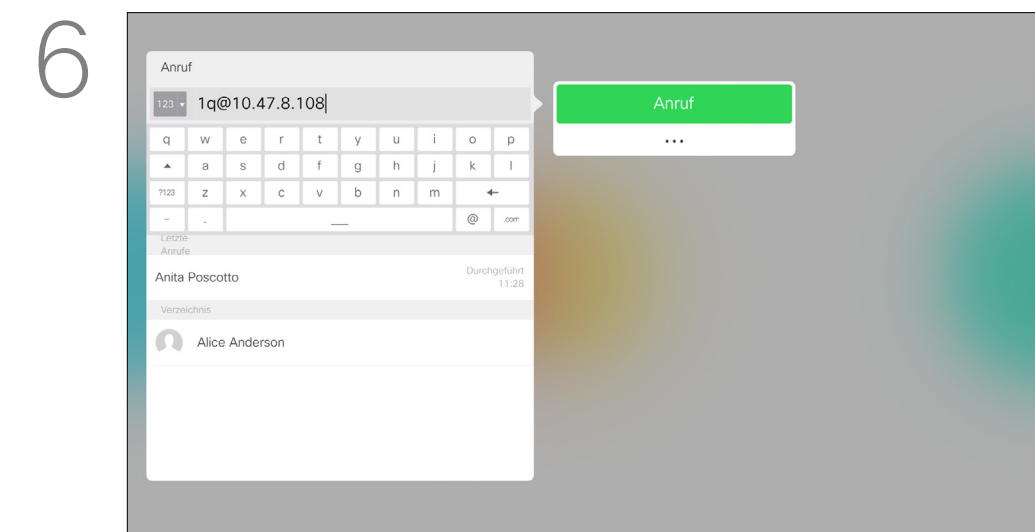 6
Anruf
123 1q@10.47.8.108
Anruf
...
q w e r t y u i o p
a s d f g h j k l
?123 z x c v b n m
- . @ .com
Letzte
Anrufe
Anita Poscotto
Durchgeführt
11:28
Verzeichnis
Alice Anderson